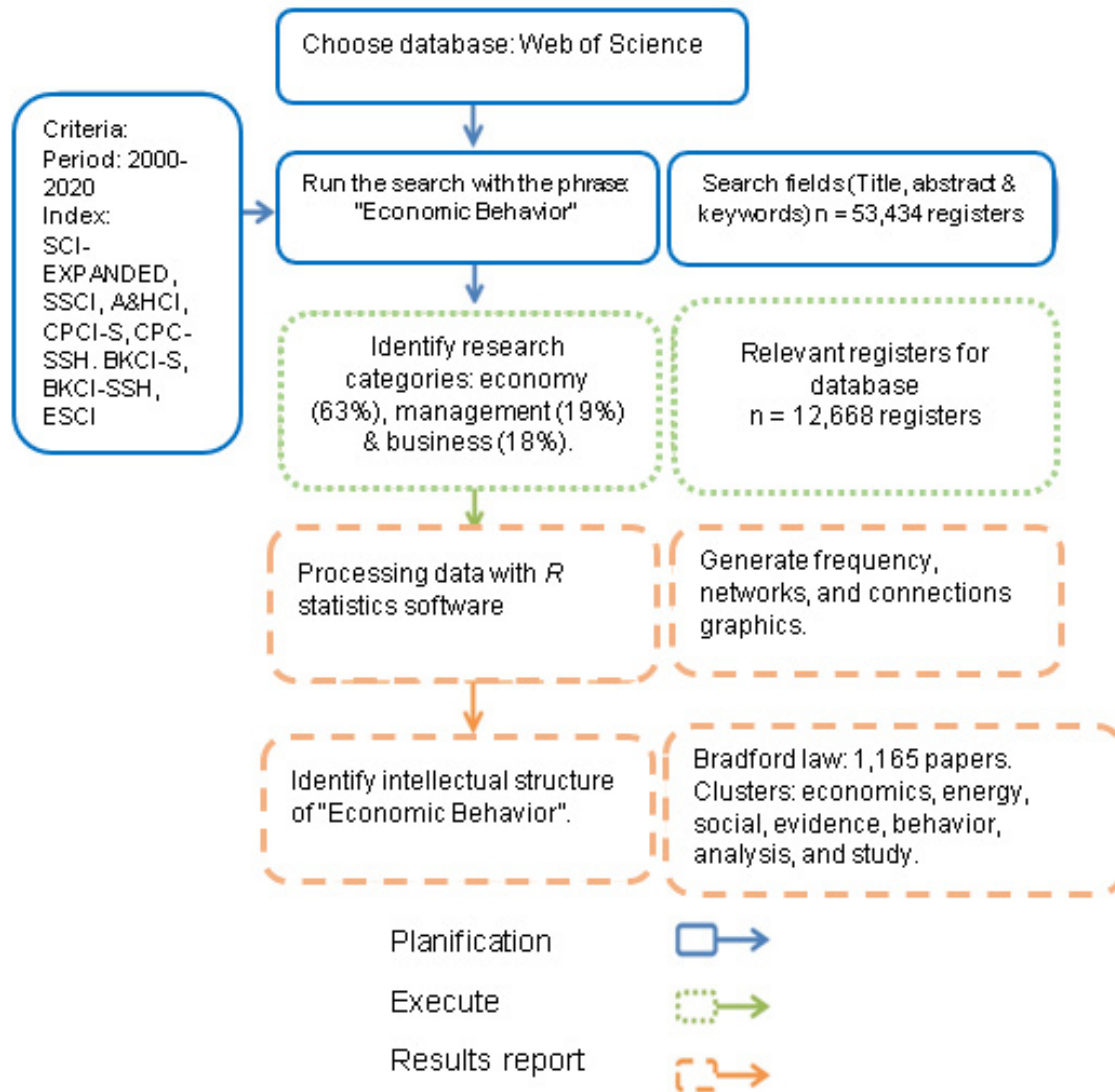 Choose database: Web of Science
Criteria:
Period: 2000-
2020
Index:
SCI-
EXPANDED,
SSCI, A&HCI,
CPCI-S, CPC-
SSH. BKCI-S,
BKCI-SSH,
ESCI
Run the search with the phrase:
"Economic Behavior"
Search fields (Title, abstract &
keywords) n = 53,434 registers
Identify research
categories: economy
(63%), management (19%)
& business (18%).
Relevant registers for
database
n = 12,668 registers
Processing data with R
statistics software
Generate frequency,
networks, and connections
graphics.
Identify intellectual structure
of "Economic Behavior".
Bradford law: 1,165 papers.
Clusters: economics, energy,
social, evidence, behavior,
analysis, and study.
Planification
Execute
Results report